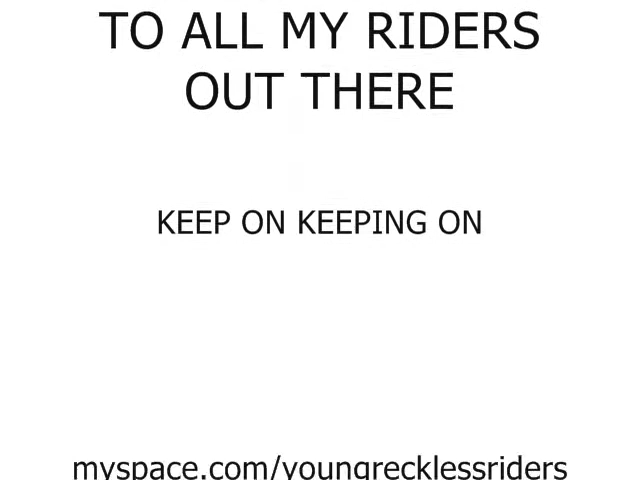 TO ALL MY RIDERS
OUT THERE
KEEP ON KEEPING ON
myspace.com/youngrecklessriders